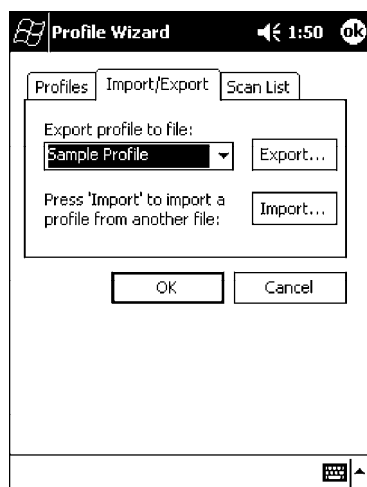 Profile Wizard 1:50 ok
Profiles Import/Export Scan List
Export profile to file:
Sample Profile Export...
Press 'Import' to import a
profile from another file:
Import...
OK Cancel